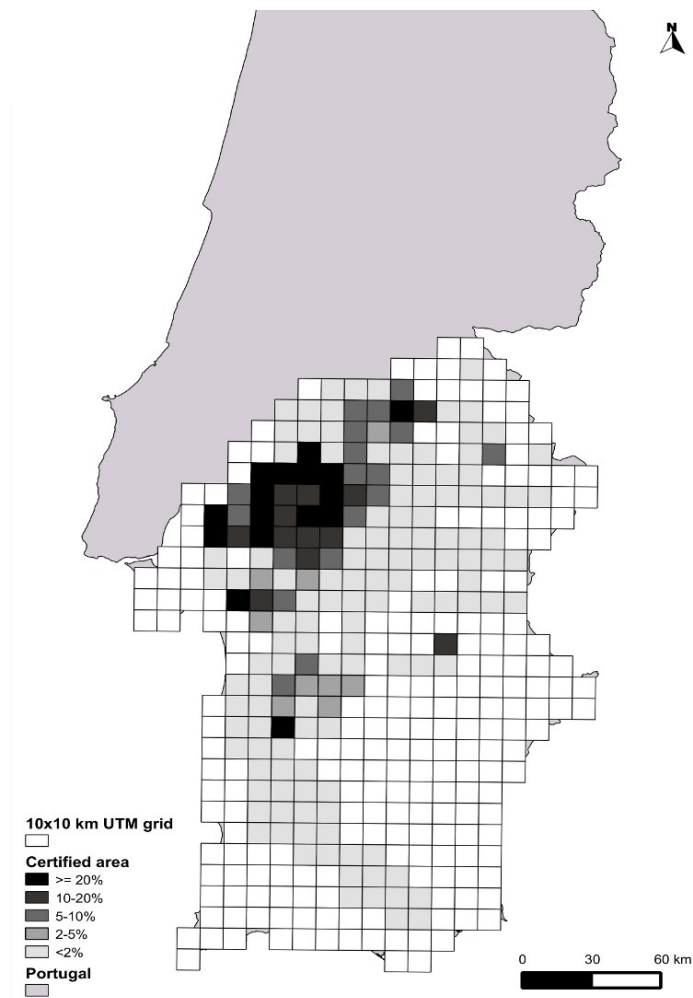 N
10x10 km UTM grid
Certified area
>= 20%
10-20%
5-10%
2-5%
<2%
Portugal
0 30 60 km